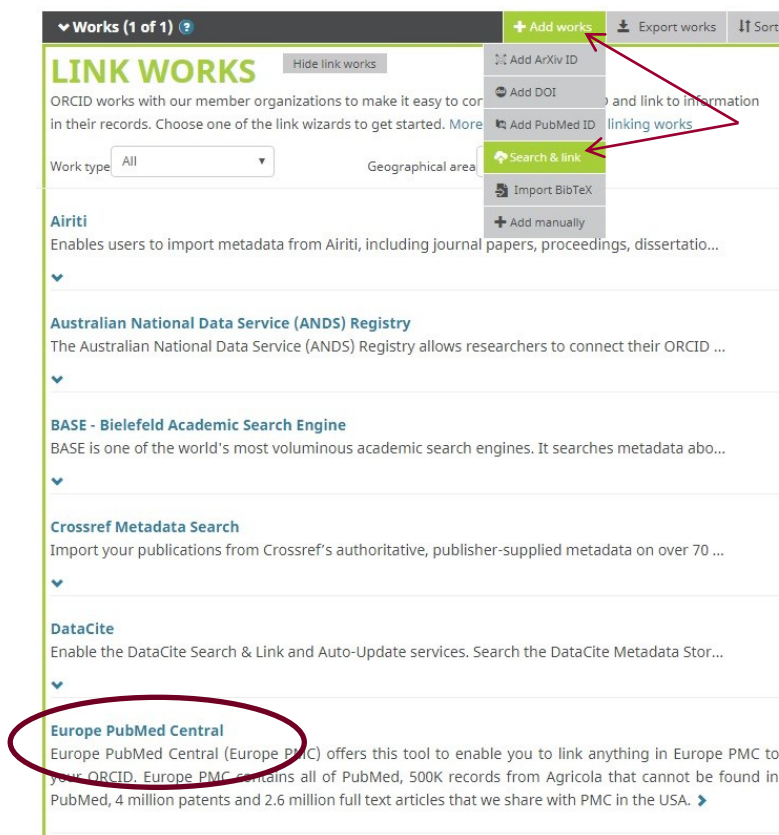 Works (1 of 1) ?
+ Add works
Export works
Sort
LINK WORKS
Hide link works
Add ArXiv ID
ORCID works with our member organizations to make it easy to and link to information
Add DOI
in their records. Choose one of the link wizards to get started. More linking works
Add PubMed ID
Work type All
Geographical area
Search & link
Import BibTeX
+ Add manually
Airiti
Enables users to import metadata from Airiti, including journal papers, proceedings, dissertatio...
Australian National Data Service (ANDS) Registry
The Australian National Data Service (ANDS) Registry allows researchers to connect their ORCID ...
BASE - Bielefeld Academic Search Engine
BASE is one of the world's most voluminous academic search engines. It searches metadata abo...
Crossref Metadata Search
Import your publications from Crossref's authoritative, publisher-supplied metadata on over 70 ...
DataCite
Enable the DataCite Search & Link and Auto-Update services. Search the DataCite Metadata Stor...
Europe PubMed Central
Europe PubMed Central (Europe PMC) offers this tool to enable you to link anything in Europe PMC to
your ORCID. Europe PMC contains all of PubMed, 500K records from Agricola that cannot be found in
PubMed, 4 million patents and 2.6 million full text articles that we share with PMC in the USA.